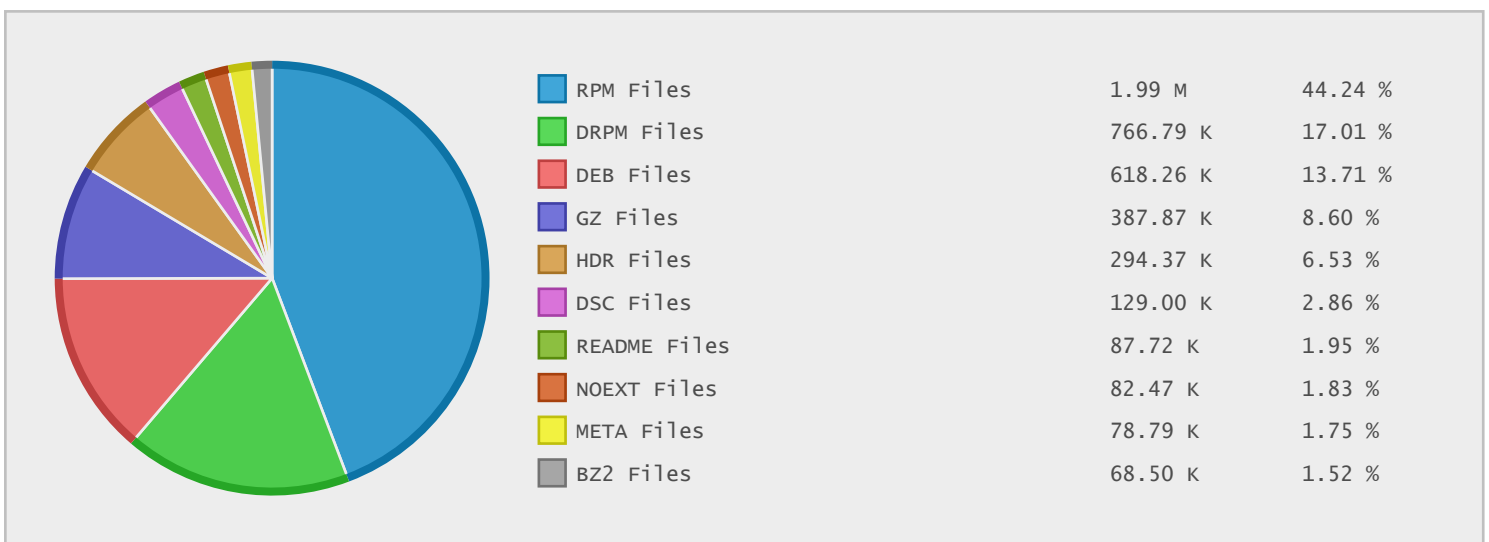 RPM Files 1.99 M 44.24 %
DRPM Files 766.79 K 17.01 %
DEB Files 618.26 K 13.71 %
GZ Files 387.87 K 8.60 %
HDR Files 294.37 K 6.53 %
DSC Files 129.00 K 2.86 %
README Files 87.72 K 1.95 %
NOEXT Files 82.47 K 1.83 %
META Files 78.79 K 1.75 %
BZ2 Files 68.50 K 1.52 %